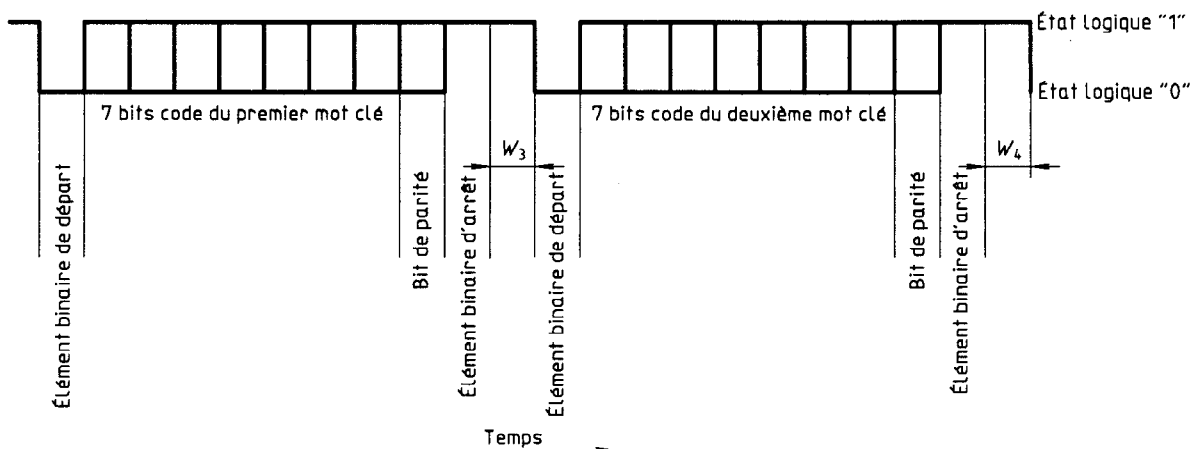 État logique "1"
État logique "0"
7 bits code du premier mot clé
7 bits code du deuxième mot clé
W3
W4
Élément binaire de départ
Bit de parité
Élément binaire d'arrêt
Élément binaire de départ
Bit de parité
Élément binaire d'arrêt
Temps